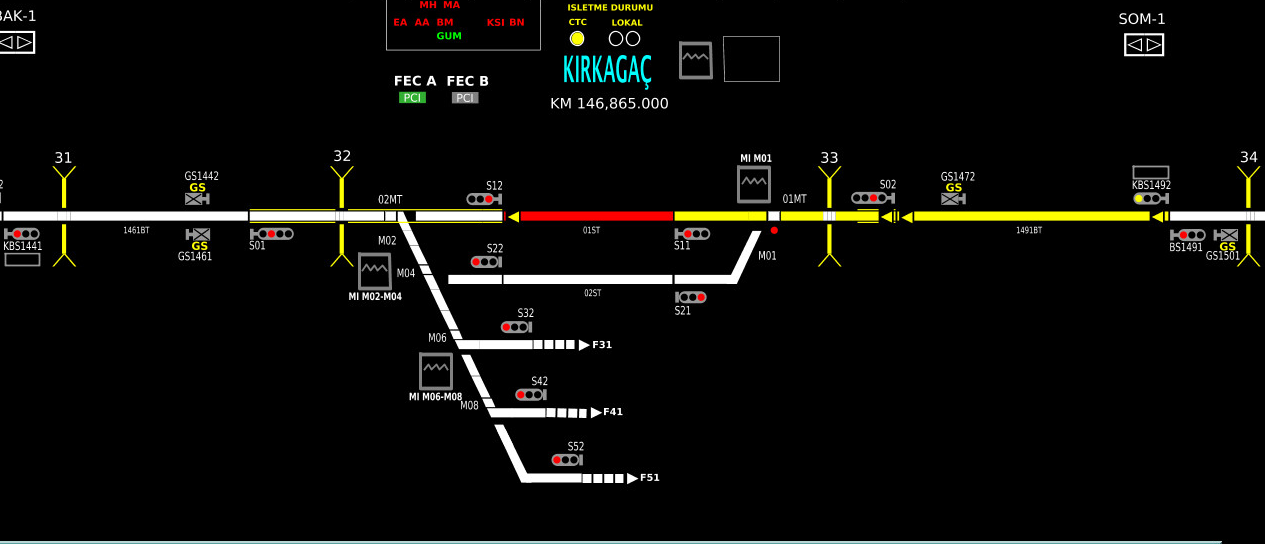 MH MA
EA AA BM KSI BN
GUM
ISLETME DURUMU
CTC LOKAL
BAK-1
SOM-1
KIRKAGAÇ
FEC A FEC B
PCI PCI
KM 146,865.000
31 32 33 34
MI M01
GS1442
GS
S12
02MT
01MT
S02
GS1472
GS
KBS1492
1461BT
01ST
1491BT
KBS1441
GS
GS1461
S01
M02
S22
S11
M01
BS1491
GS
GS1501
M04
MI M02-M04
02ST
S21
S32
M06
F31
MI M06-M08
S42
M08
F41
S52
F51